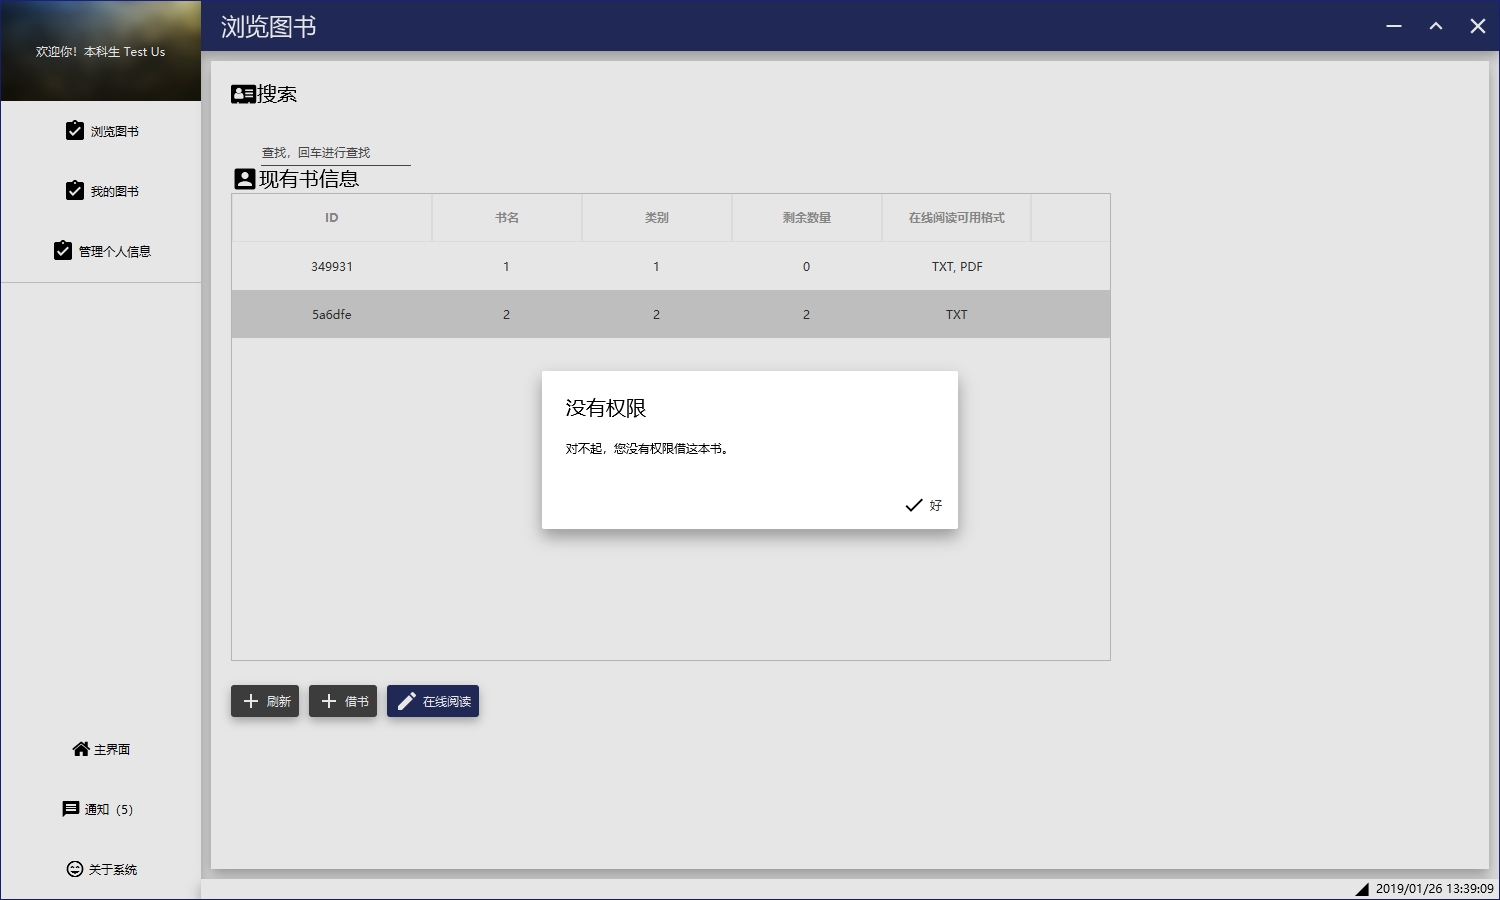 浏览图书
欢迎你！本科生 Test Us
浏览图书
我的图书
管理个人信息
搜索
查找，回车进行查找
现有书信息
ID 书名 类别 剩余数量 在线阅读可用格式
349931 1 1 0 TXT, PDF
5a6dfe 2 2 2 TXT
没有权限
对不起，您没有权限借这本书。
好
刷新 借书 在线阅读
主界面
通知（5）
关于系统
2019/01/26 13:39:09